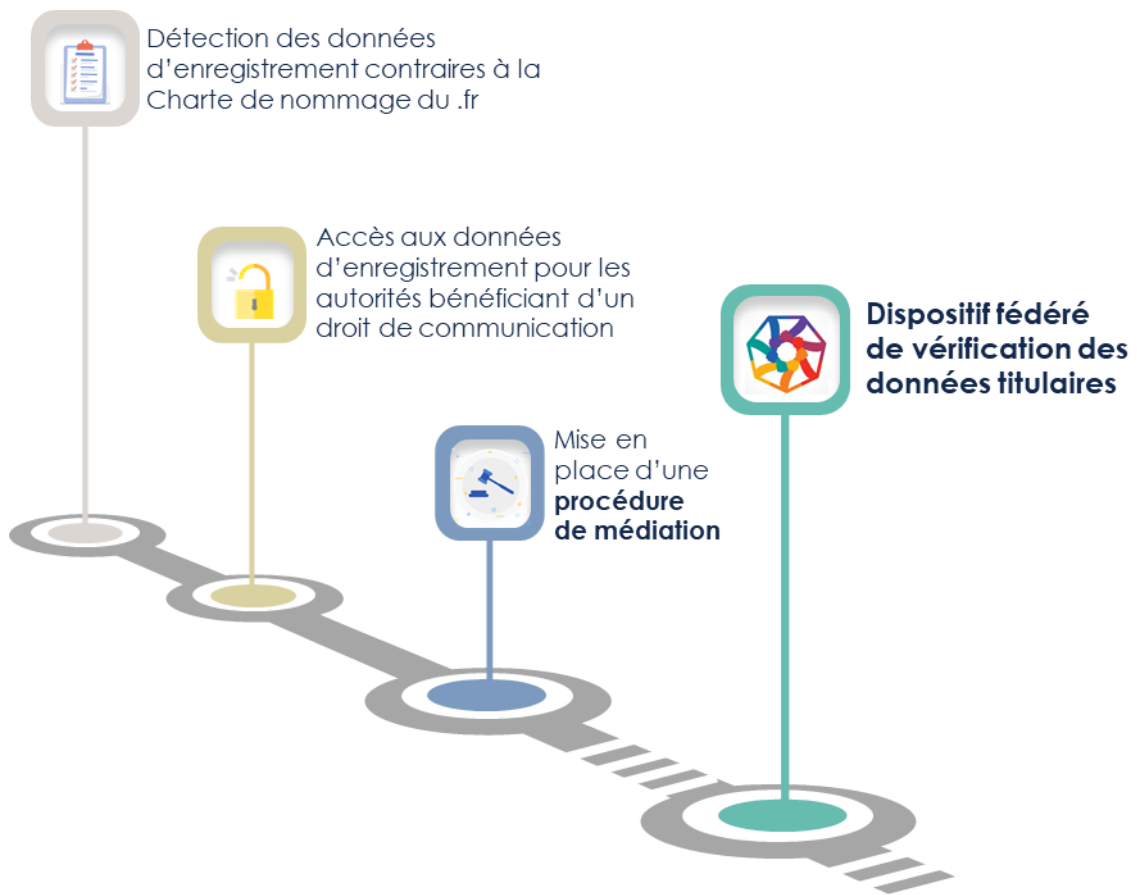 Détection des données
d’enregistrement contraires à la
Charte de nommage du .fr
Accès aux données
d’enregistrement pour les
autorités bénéficiant d’un
droit de communication
Mise en
place d’une
procédure
de médiation
Dispositif fédéré
de vérification des
données titulaires